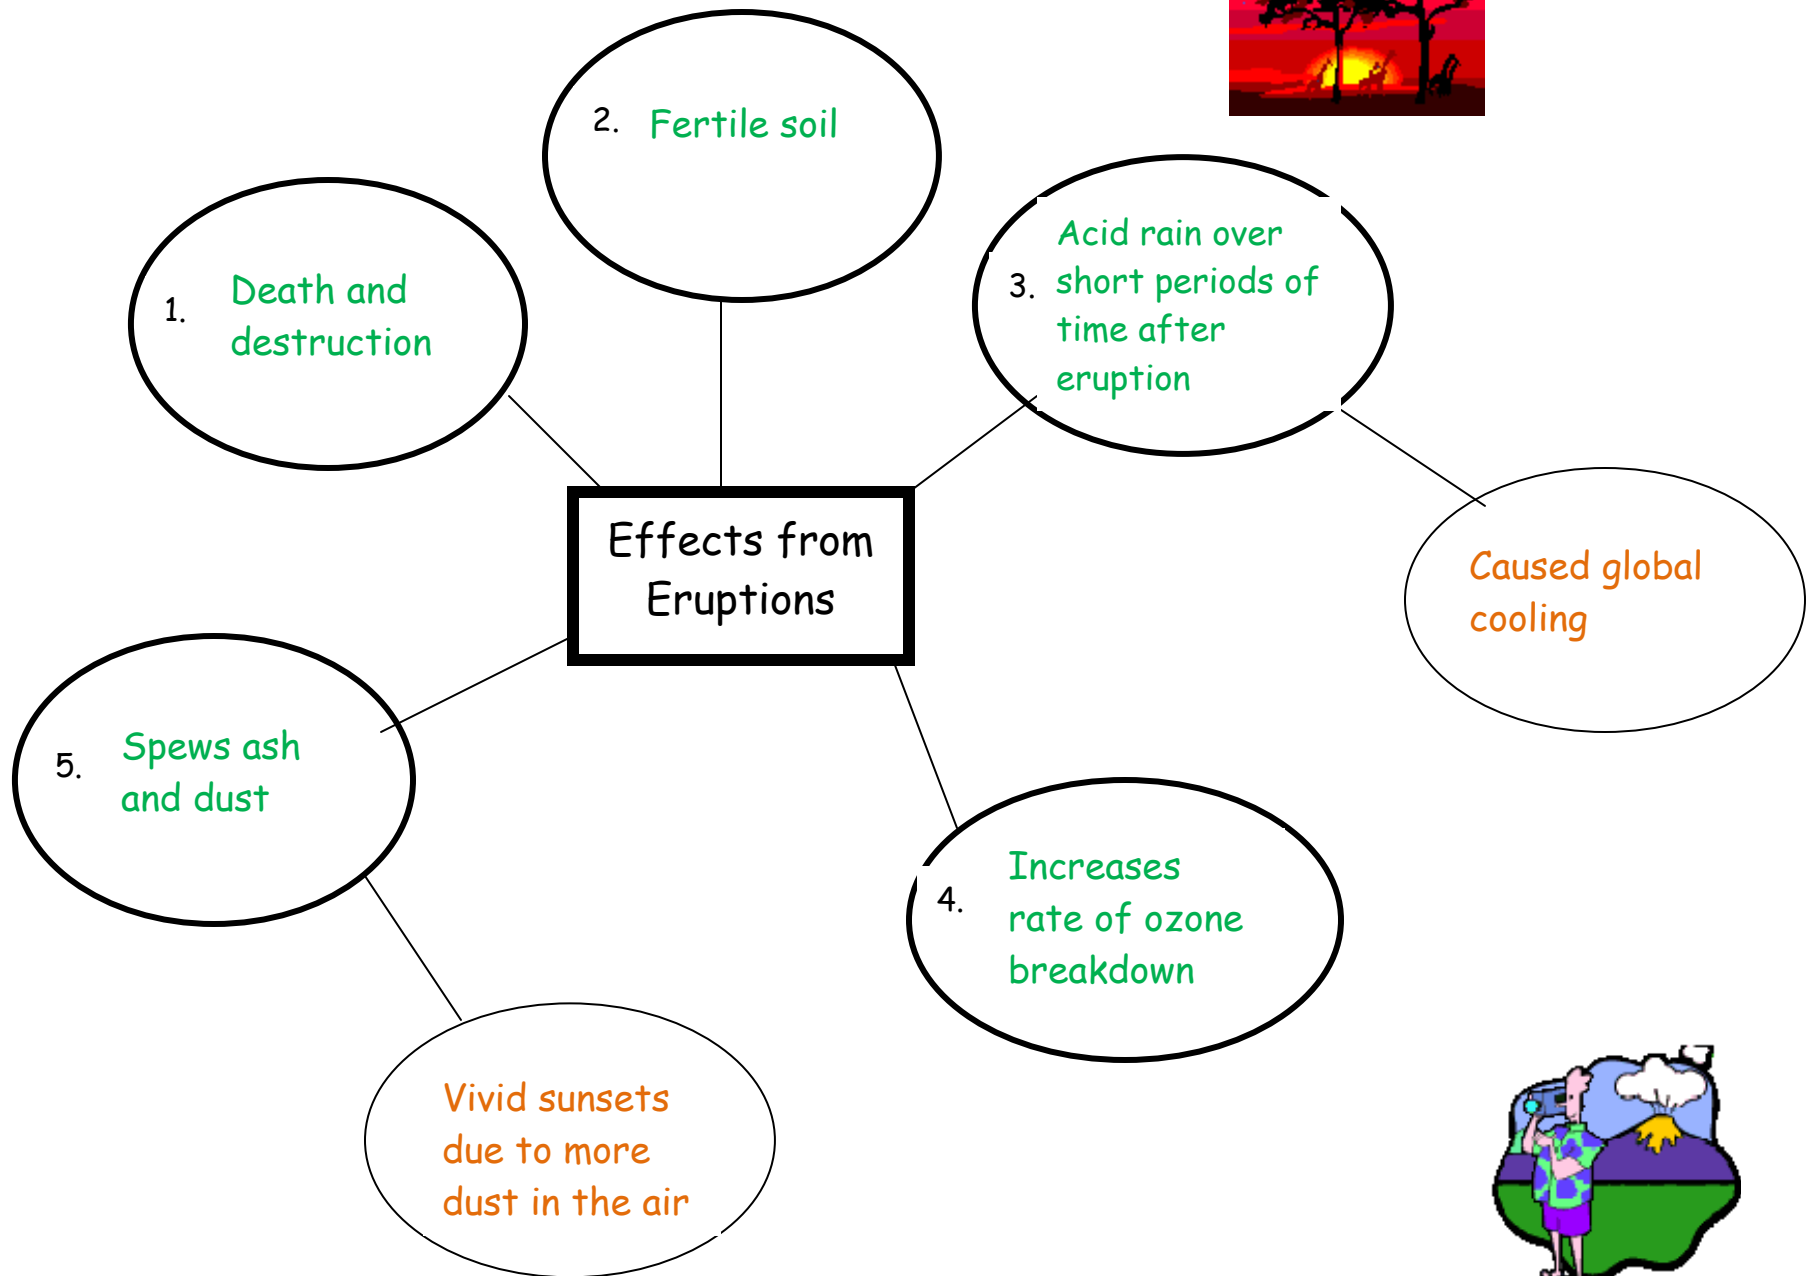 Effects from
Eruptions
1.
Death and
destruction
2.
Fertile soil
3.
Acid rain over
short periods of
time after
eruption
Caused global
cooling
4.
Increases
rate of ozone
breakdown
5.
Spews ash
and dust
Vivid sunsets
due to more
dust in the air